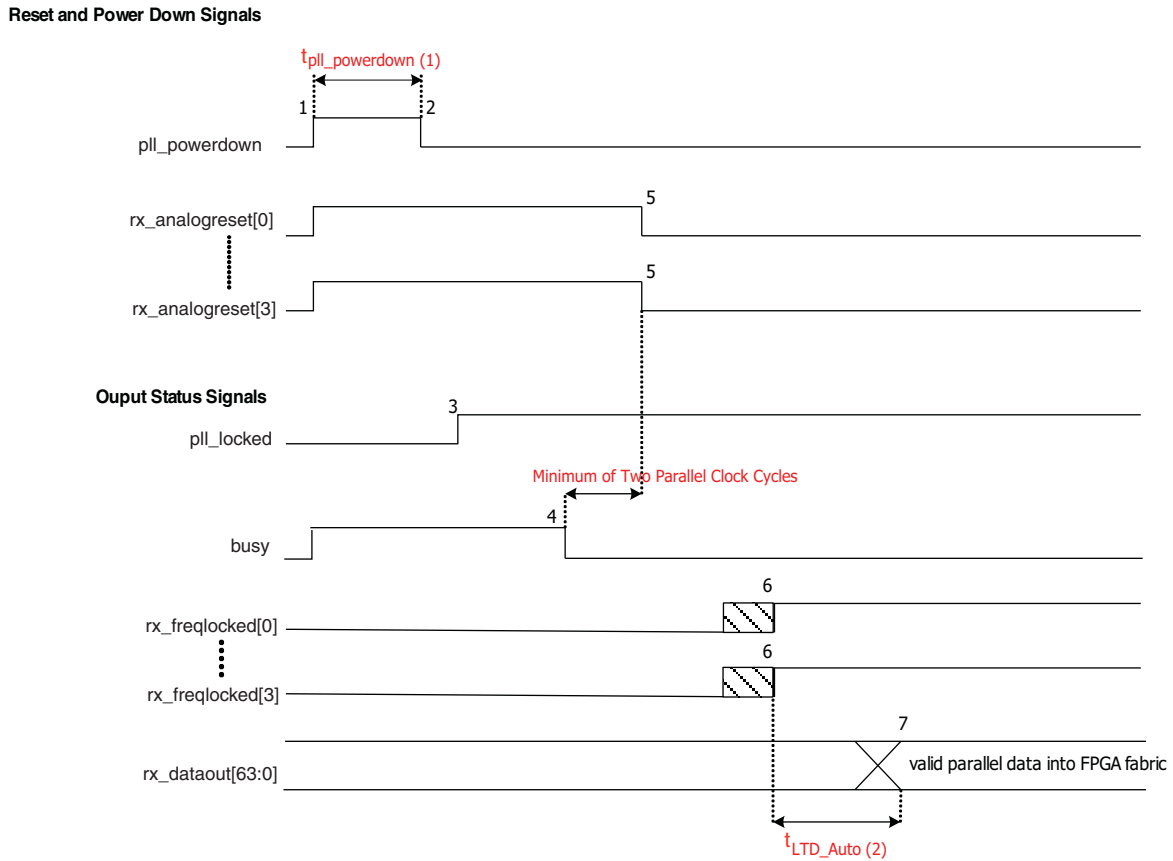 Reset and Power Down Signals
tpll_powerdown (1)
1
2
pll_powerdown
5
rx_analogreset[0]
5
rx_analogreset[3]
Ouput Status Signals
3
pll_locked
Minimum of Two Parallel Clock Cycles
4
busy
6
rx_freqlocked[0]
6
rx_freqlocked[3]
7
rx_dataout[63:0]
valid parallel data into FPGA fabric
tLTD_Auto (2)